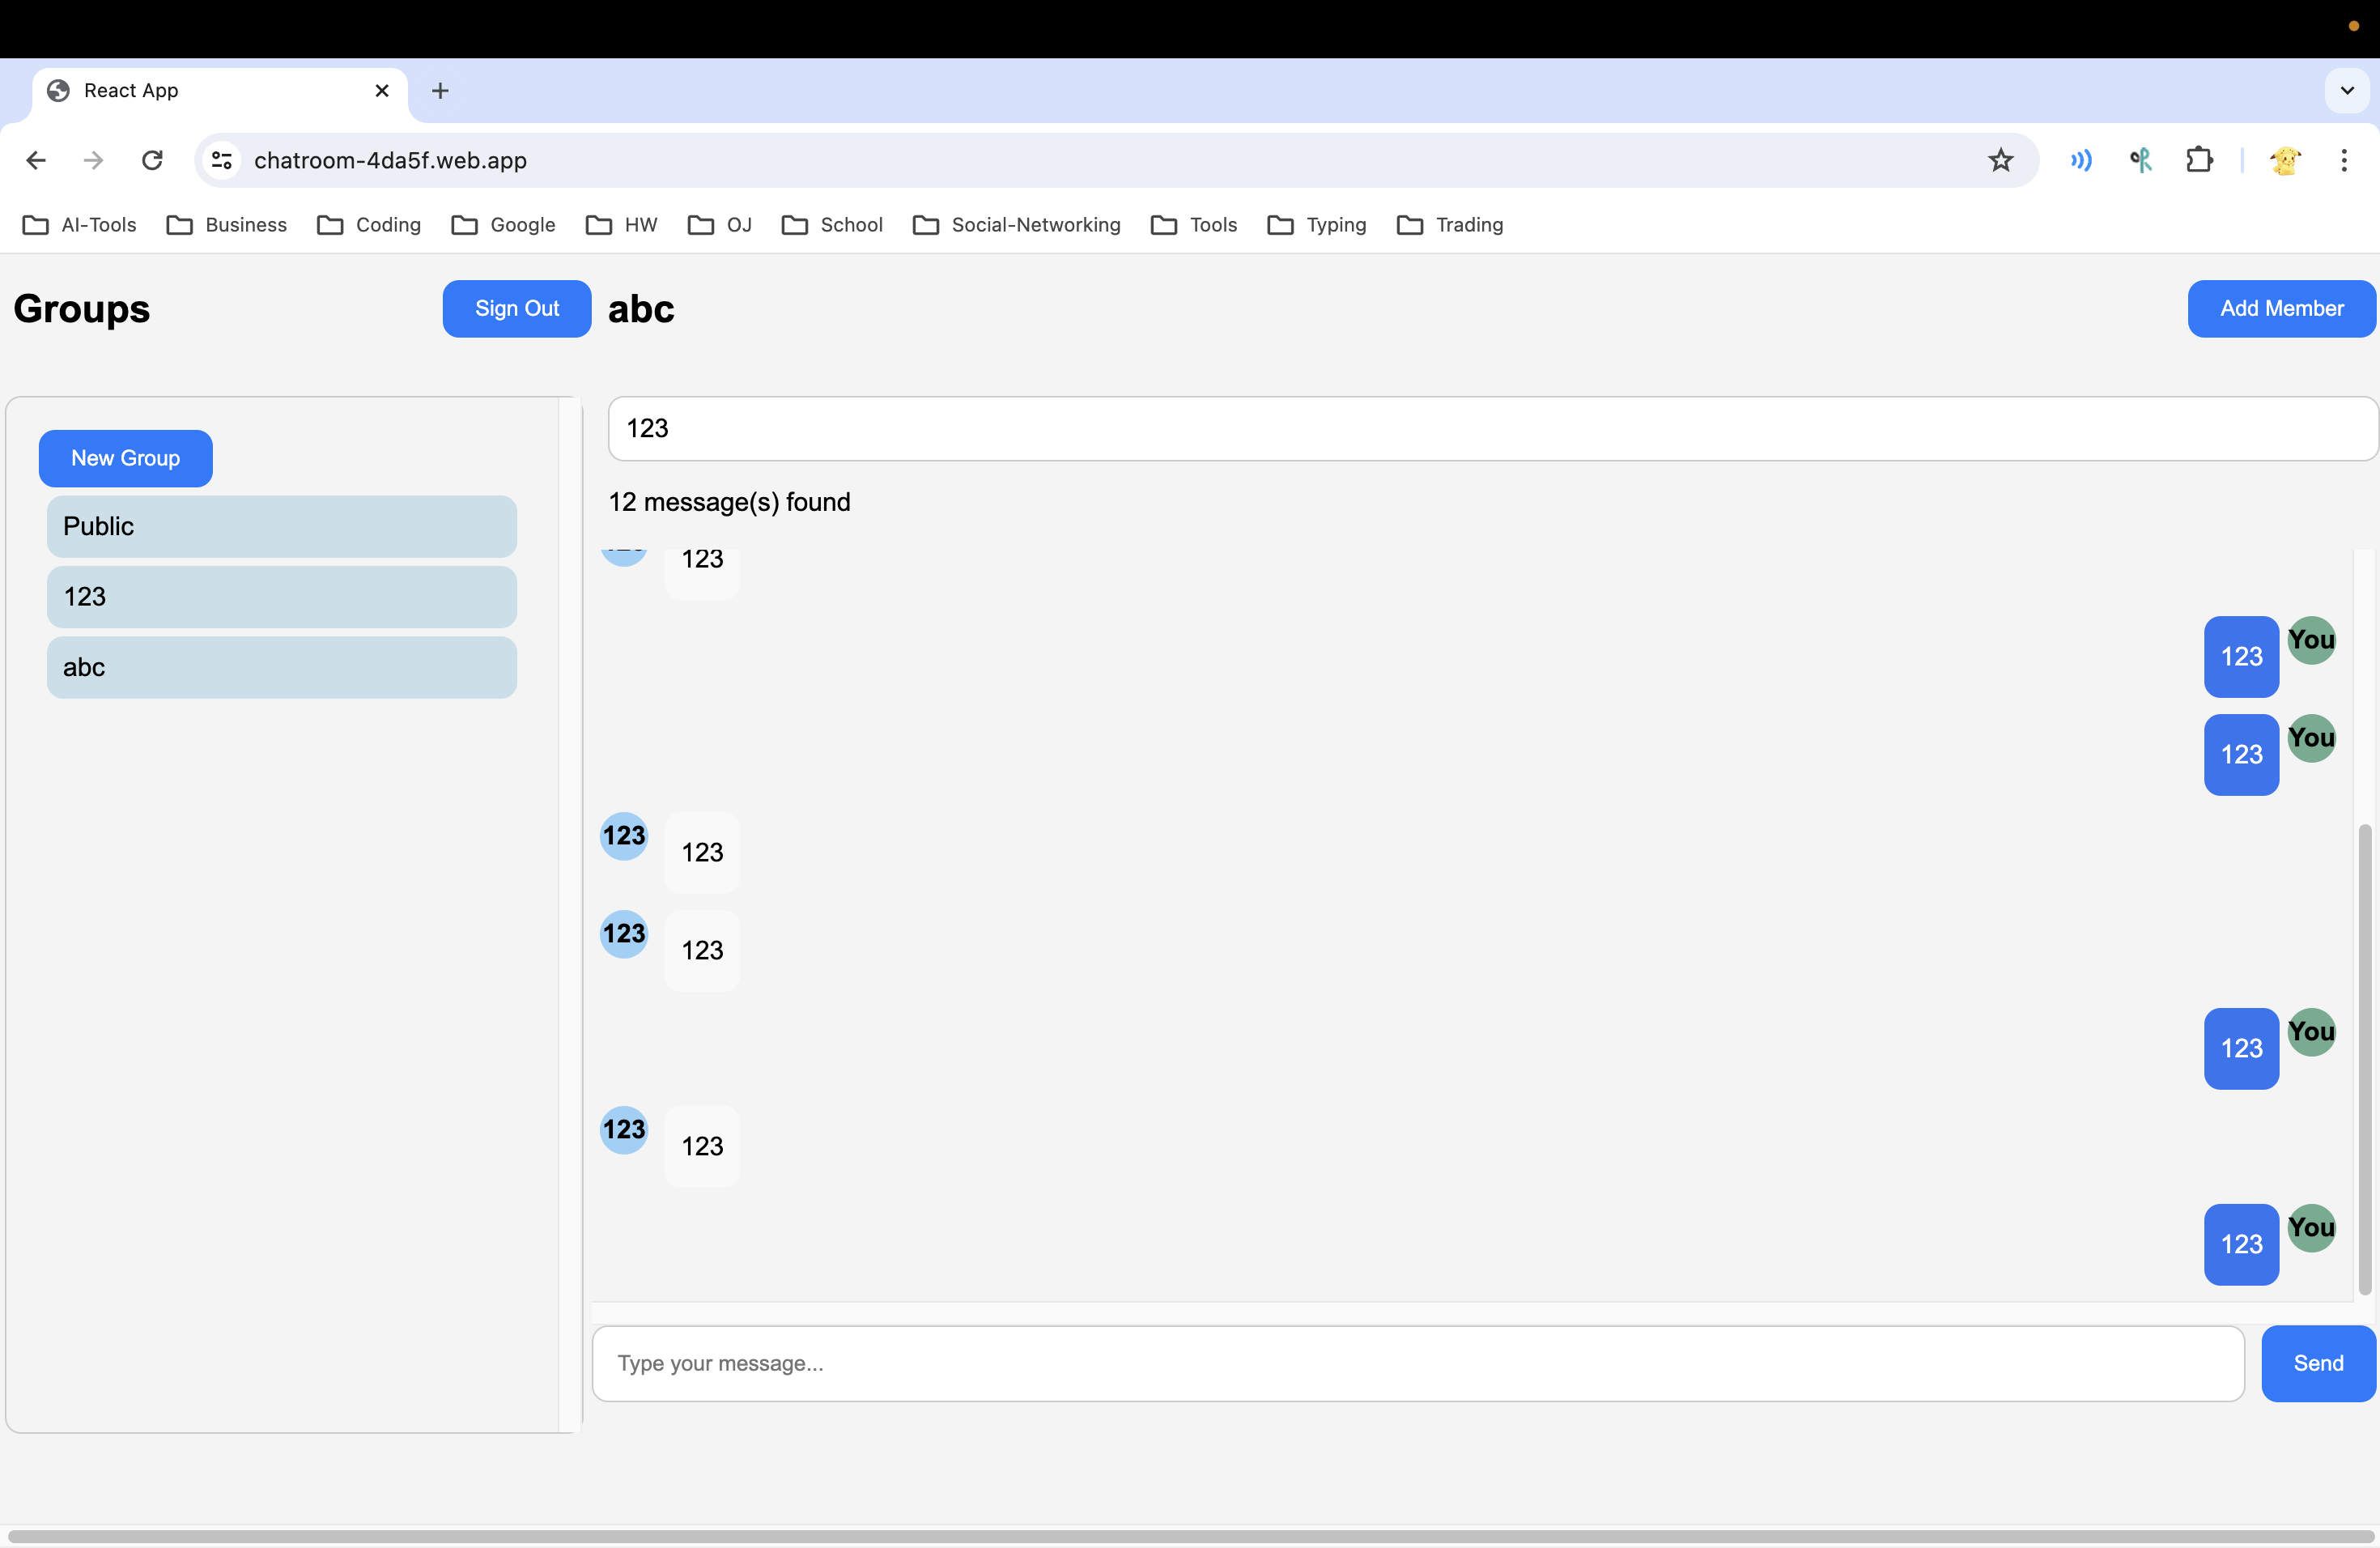 React App
chatroom-4da5f.web.app
AI-Tools Business Coding Google HW OJ School Social-Networking Tools Typing Trading
Groups
Sign Out
abc
Add Member
New Group
Public
123
abc
123
12 message(s) found
123
123 You
123 You
123 123
123 123
123 You
123 123
123 You
Type your message...
Send